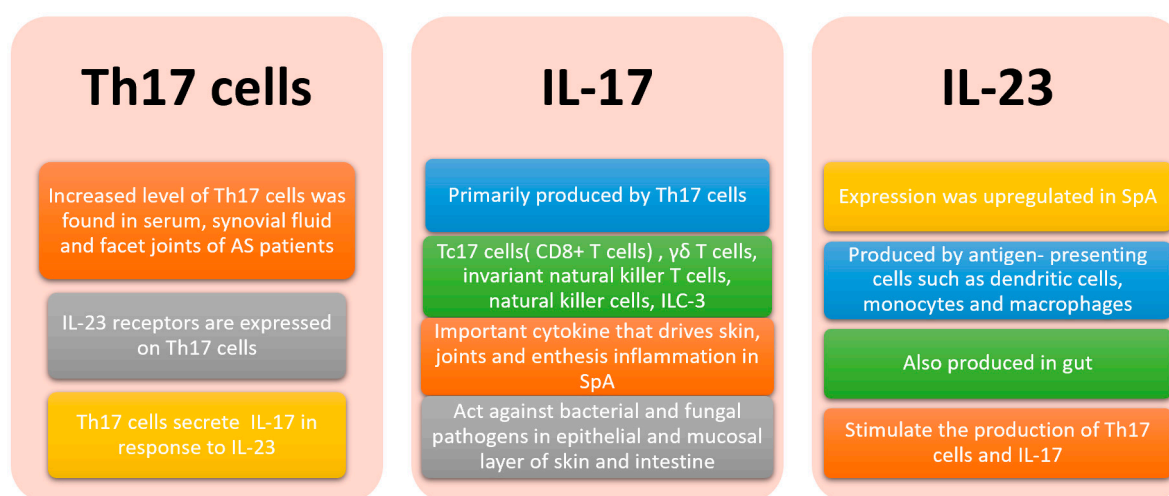 Th17 cells
Increased level of Th17 cells was
found in serum, synovial fluid
and facet joints of AS patients
IL-23 receptors are expressed
on Th17 cells
Th17 cells secrete IL-17 in
response to IL-23
IL-17
Primarily produced by Th17 cells
Tc17 cells( CD8+ T cells) , γδ T cells,
invariant natural killer T cells,
natural killer cells, ILC-3
Important cytokine that drives skin,
joints and enthesis inflammation in
SpA
Act against bacterial and fungal
pathogens in epithelial and mucosal
layer of skin and intestine
IL-23
Expression was upregulated in SpA
Produced by antigen- presenting
cells such as dendritic cells,
monocytes and macrophages
Also produced in gut
Stimulate the production of Th17
cells and IL-17